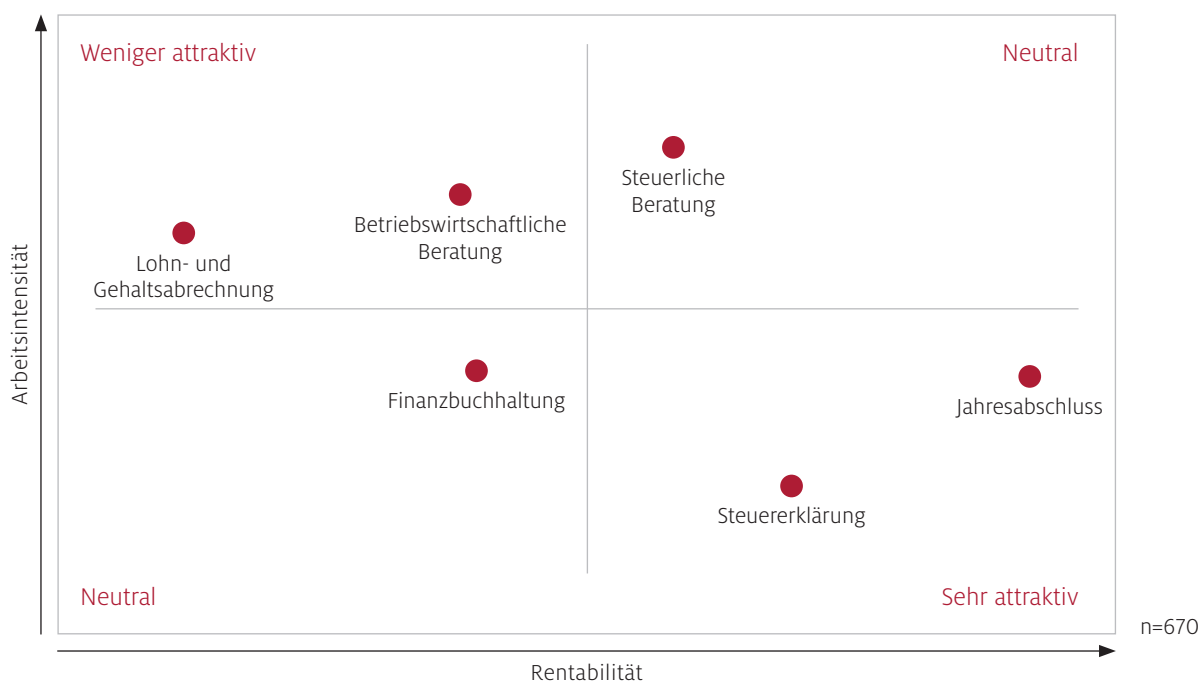 Weniger attraktiv
Neutral
Steuerliche
Beratung
Betriebswirtschaftliche
Beratung
Lohn- und
Gehaltsabrechnung
Arbeitsintensität
Finanzbuchhaltung
Jahresabschluss
Steuererklärung
Neutral
Sehr attraktiv
n=670
Rentabilität